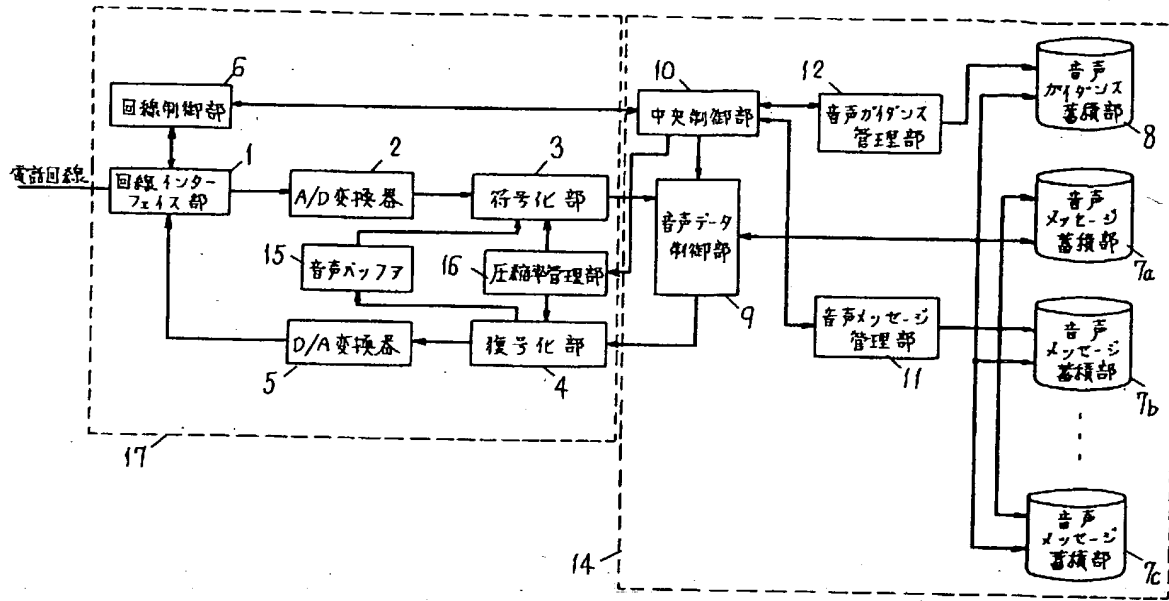 6
回線制御部
電話回線
1
回線インター
フェイス部
2
A/D変換器
3
符号化部
15
音声バッファ
16
圧縮率管理部
D/A変換器
5
復号化部
4
17
10
中央制御部
12
音声ガイダンス
管理部
音声データ
制御部
9
音声メッセージ
管理部
11
音声
ガイダンス
蓄積部
8
音声
メッセージ
蓄積部
7a
音声
メッセージ
蓄積部
7b
音声
メッセージ
蓄積部
7c
14